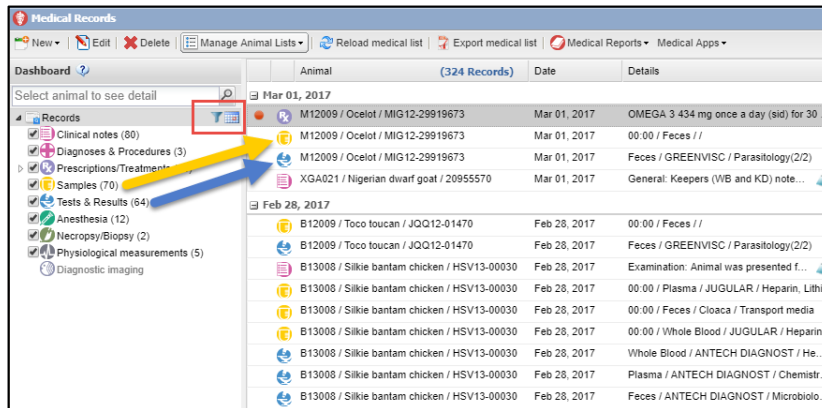 Medical Records
New Edit Delete Manage Animal Lists Reload medical list Export medical list Medical Reports Medical Apps
Dashboard
Select animal to see detail
Records
Clinical notes (80)
Diagnoses & Procedures (3)
Prescriptions/Treatments
Samples (70)
Tests & Results (64)
Anesthesia (12)
Necropsy/Biopsy (2)
Physiological measurements (5)
Diagnostic imaging
Animal (324 Records) Date Details
Mar 01, 2017
M12009 / Ocelot / MIG12-29919673 Mar 01, 2017 OMEGA 3 434 mg once a day (sid) for 30
M12009 / Ocelot / MIG12-29919673 Mar 01, 2017 00:00 / Feces / /
M12009 / Ocelot / MIG12-29919673 Mar 01, 2017 Feces / GREENVISC / Parasitology(2/2)
XGA021 / Nigerian dwarf goat / 20955570 Mar 01, 2017 General: Keepers (WB and KD) note...
Feb 28, 2017
B12009 / Toco toucan / JQQ12-01470 Feb 28, 2017 00:00 / Feces / /
B12009 / Toco toucan / JQQ12-01470 Feb 28, 2017 Feces / GREENVISC / Parasitology(2/2)
B13008 / Silkie bantam chicken / HSV13-00030 Feb 28, 2017 Examination: Animal was presented f...
B13008 / Silkie bantam chicken / HSV13-00030 Feb 28, 2017 00:00 / Plasma / JUGULAR / Heparin, Lithi
B13008 / Silkie bantam chicken / HSV13-00030 Feb 28, 2017 00:00 / Feces / Cloaca / Transport media
B13008 / Silkie bantam chicken / HSV13-00030 Feb 28, 2017 00:00 / Whole Blood / JUGULAR / Heparin
B13008 / Silkie bantam chicken / HSV13-00030 Feb 28, 2017 Whole Blood / ANTECH DIAGNOST / He...
B13008 / Silkie bantam chicken / HSV13-00030 Feb 28, 2017 Plasma / ANTECH DIAGNOST / Chemistr.
B13008 / Silkie bantam chicken / HSV13-00030 Feb 28, 2017 Feces / ANTECH DIAGNOST / Microbiolo.